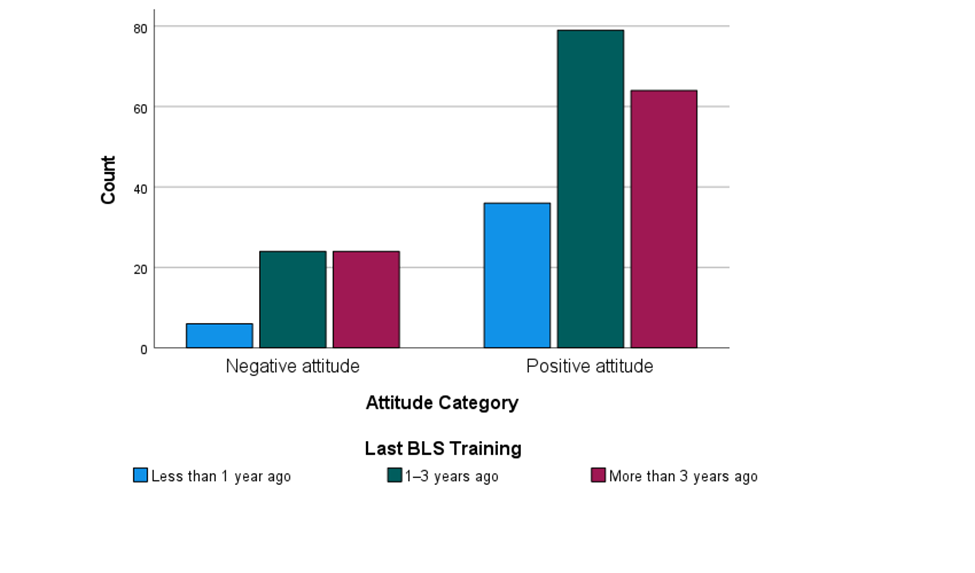 80
60
40
20
0
Count
Negative attitude
Positive attitude
Attitude Category
Last BLS Training
Less than 1 year ago
1–3 years ago
More than 3 years ago